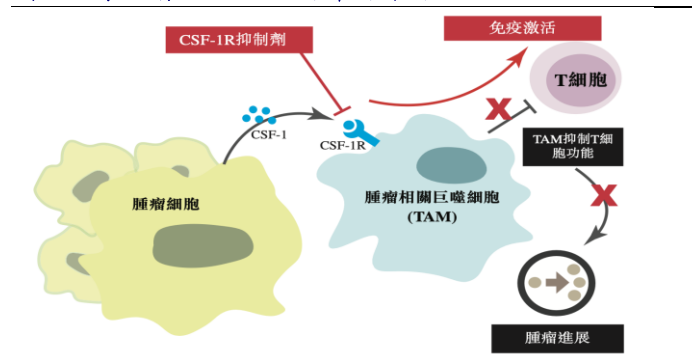 CSF-1R抑制劑
免疫激活
T細胞
CSF-1
CSF-1R
TAM抑制T細
胞功能
腫瘤細胞
腫瘤相關巨噬細胞
(TAM)
腫瘤進展